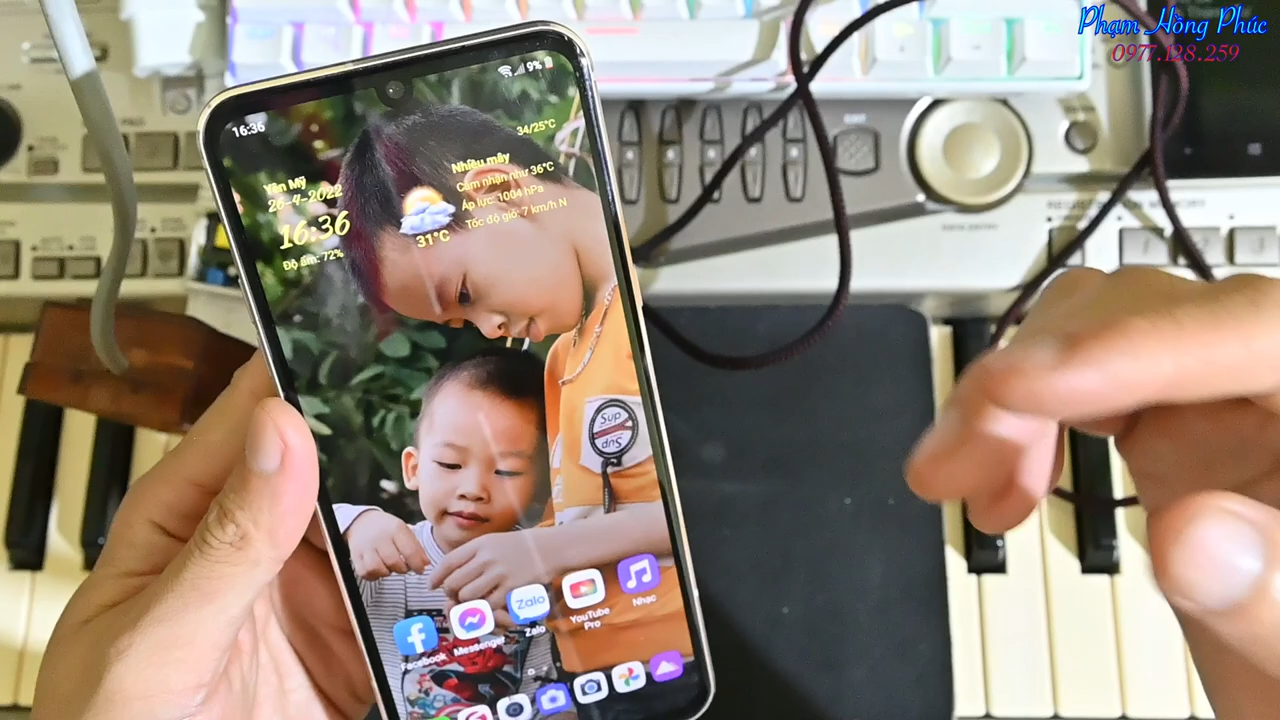 Phạm Hồng Phúc
0977.128.259
9%
16:36
34/25°C
Yên Mỹ
26-4-2022
16:36
Độ ẩm: 72%
31°C
Nhiều mây
Cảm nhận như 36°C
Áp lực: 1004 hPa
Tốc độ gió: 7 km/h N
EXIT
Sup
Sup
Facebook
Messenger
Zalo
Zalo
YouTube
Pro
Nhạc